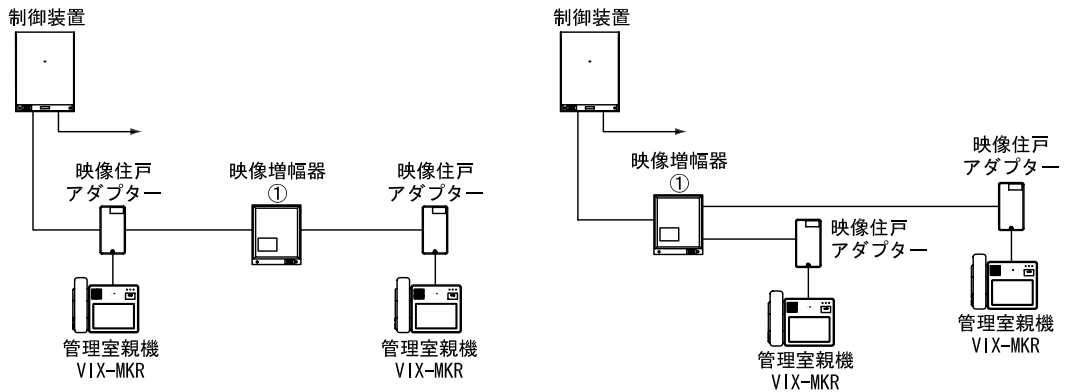 制御装置
映像住戸
アダプター
映像増幅器
①
映像住戸
アダプター
管理室親機
VIX-MKR
管理室親機
VIX-MKR
制御装置
映像増幅器
①
映像住戸
アダプター
映像住戸
アダプター
管理室親機
VIX-MKR
管理室親機
VIX-MKR